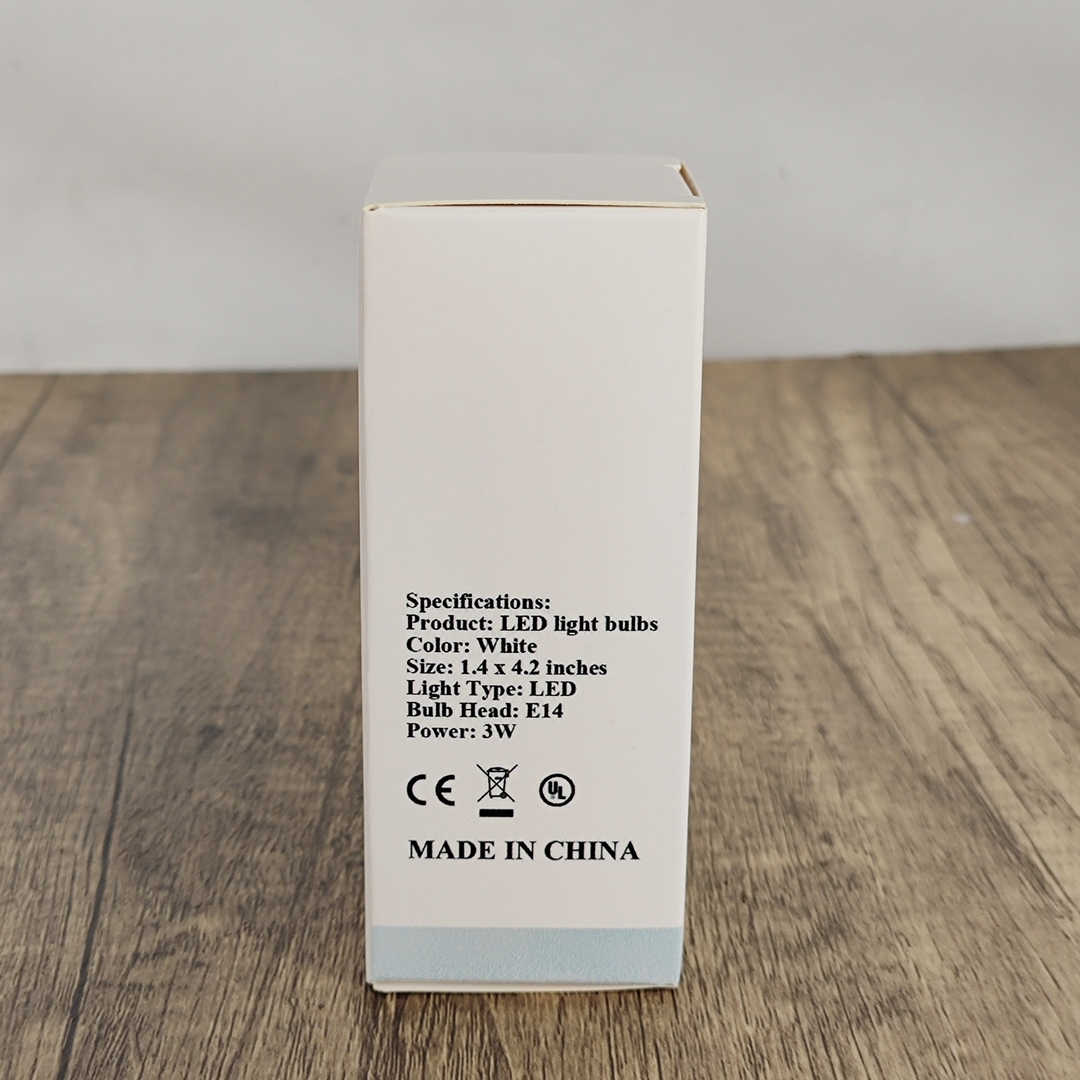 Specifications:
Product: LED light bulbs
Color: White
Size: 1.4 x 4.2 inches
Light Type: LED
Bulb Head: E14
Power: 3W
CE UL
MADE IN CHINA